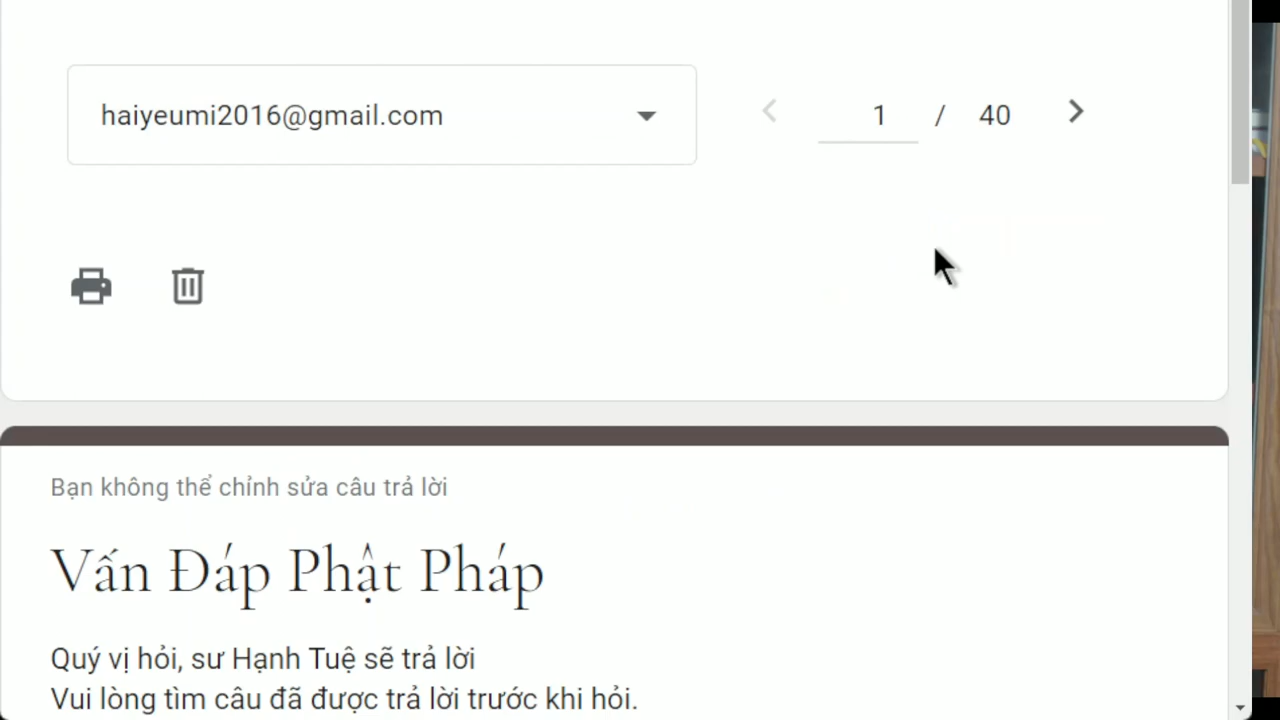 haiyeumi2016@gmail.com
1 / 40
Bạn không thể chỉnh sửa câu trả lời
Vấn Đáp Phật Pháp
Quý vị hỏi, sư Hạnh Tuệ sẽ trả lời
Vui lòng tìm câu đã được trả lời trước khi hỏi.